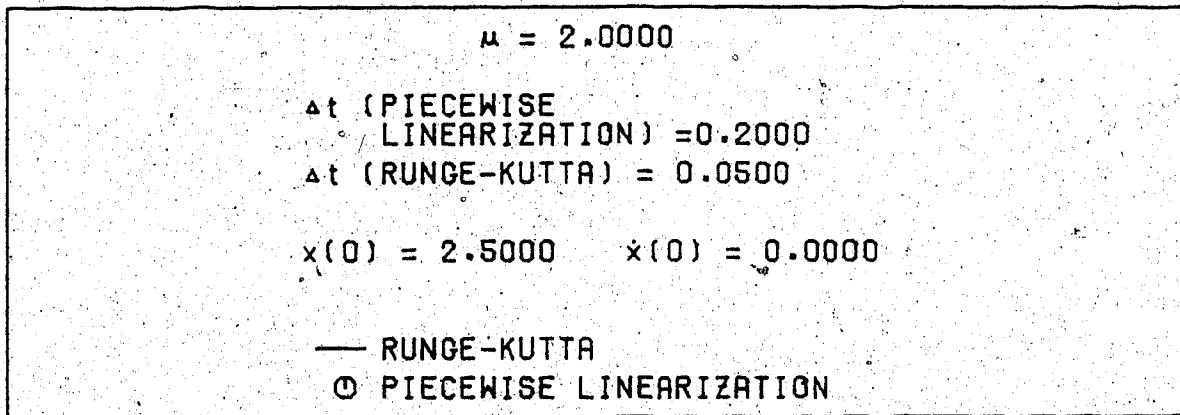 μ = 2.0000
Δt (PIECEWISE
LINEARIZATION) =0.2000
Δt (RUNGE-KUTTA) = 0.0500
x(0) = 2.5000 ẋ(0) = 0.0000
— RUNGE-KUTTA
⏼ PIECEWISE LINEARIZATION